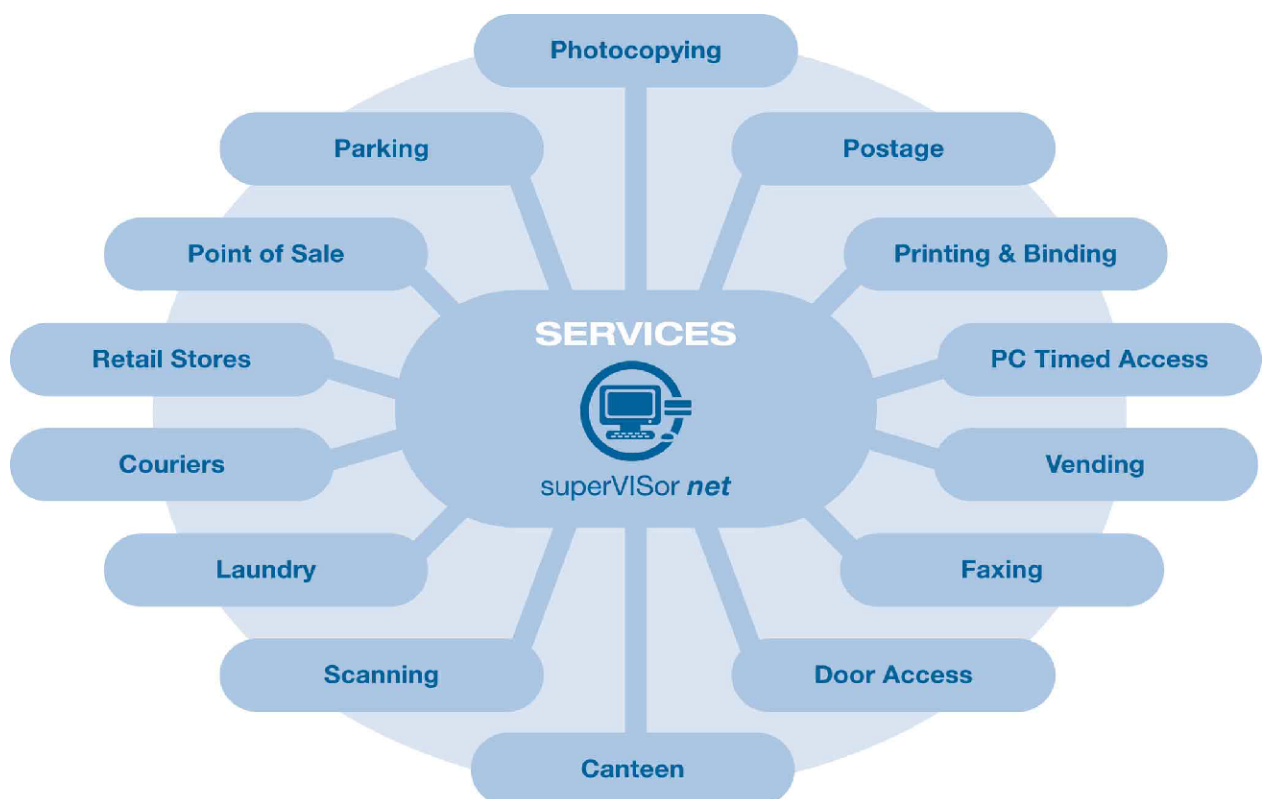 Photocopying
Parking
Postage
Point of Sale
Printing & Binding
SERVICES
Retail Stores
PC Timed Access
Couriers
Vending
superVISor net
Laundry
Faxing
Scanning
Door Access
Canteen